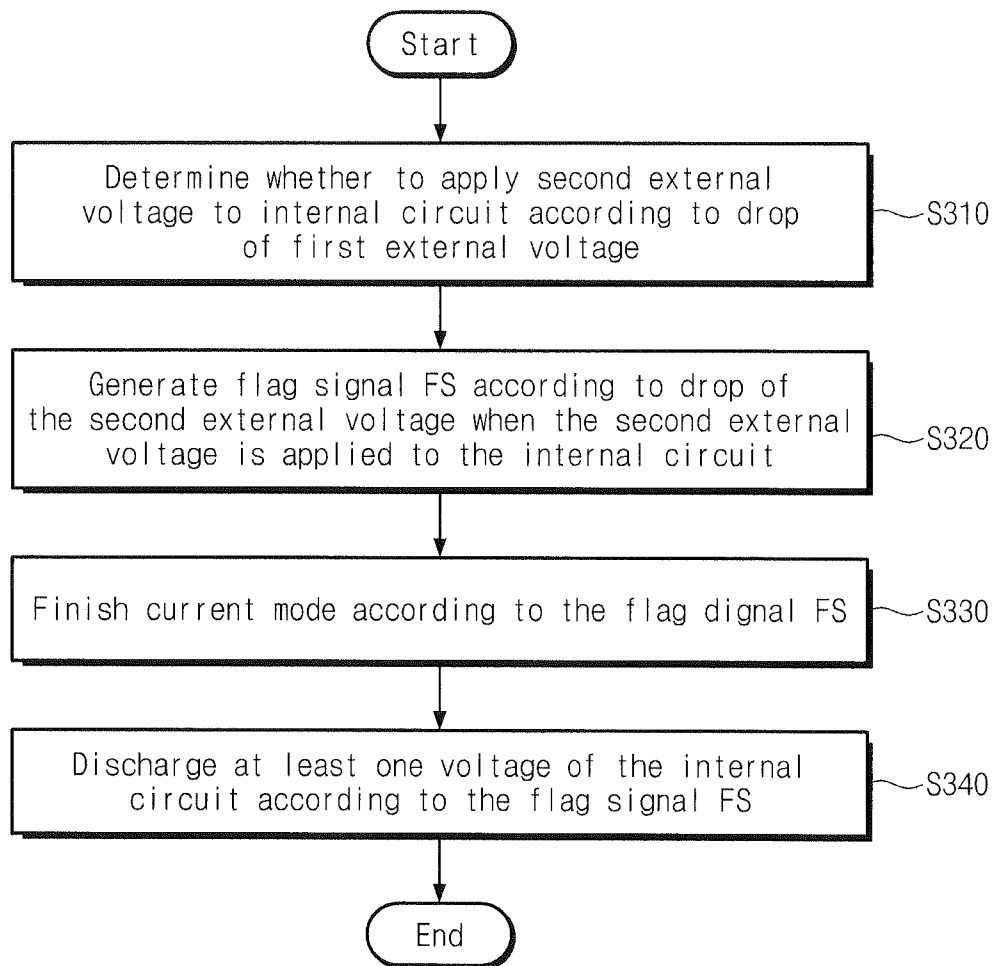 Start
Determine whether to apply second external
voltage to internal circuit according to drop
of first external voltage
S310
Generate flag signal FS according to drop of
the second external voltage when the second external
voltage is applied to the internal circuit
S320
Finish current mode according to the flag dignal FS
S330
Discharge at least one voltage of the internal
circuit according to the flag signal FS
S340
End